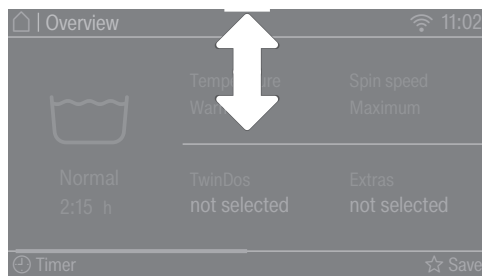 | Overview 11:02
Temperature Spin speed
Warm Maximum
Normal TwinDos Extras
2:15 h not selected not selected
Timer Save